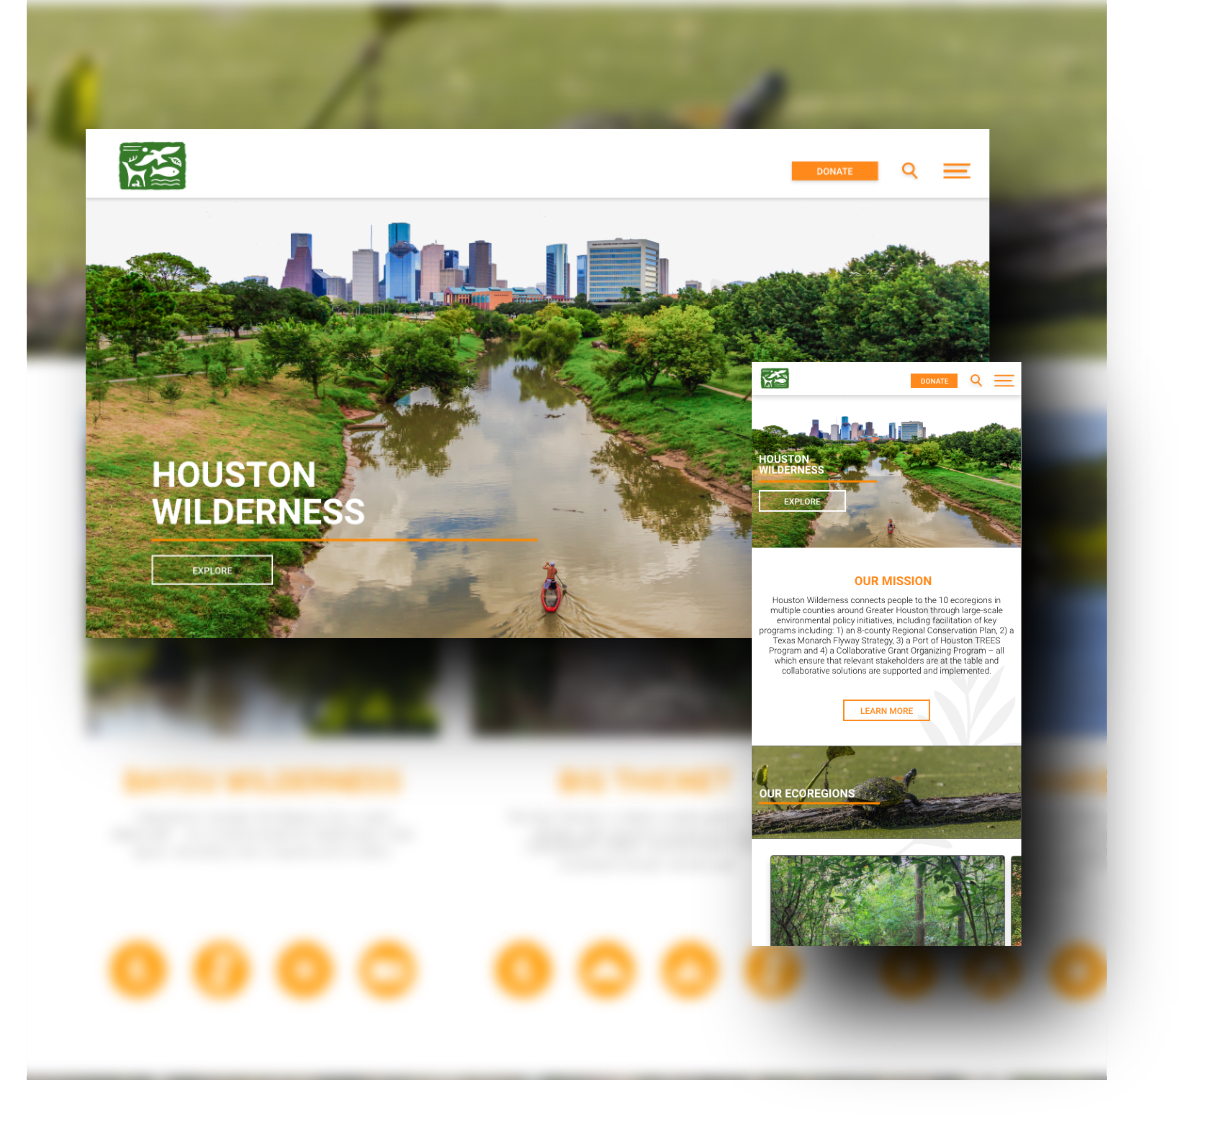 DONATE
HOUSTON
WILDERNESS
EXPLORE
DONATE
HOUSTON
WILDERNESS
EXPLORE
OUR MISSION
Houston Wilderness connects people to the 10 ecoregions in
multiple counties around Greater Houston through large-scale
environmental policy initiatives, including facilitation of key
programs including: 1) an 8-county Regional Conservation Plan, 2) a
Texas Monarch Flyway Strategy, 3) a Port of Houston TREES
Program and 4) a Collaborative Grant Organizing Program – all
which ensure that relevant stakeholders are at the table and
collaborative solutions are supported and implemented.
LEARN MORE
OUR ECOREGIONS
BAYOU WILDERNESS
BIG THICKET